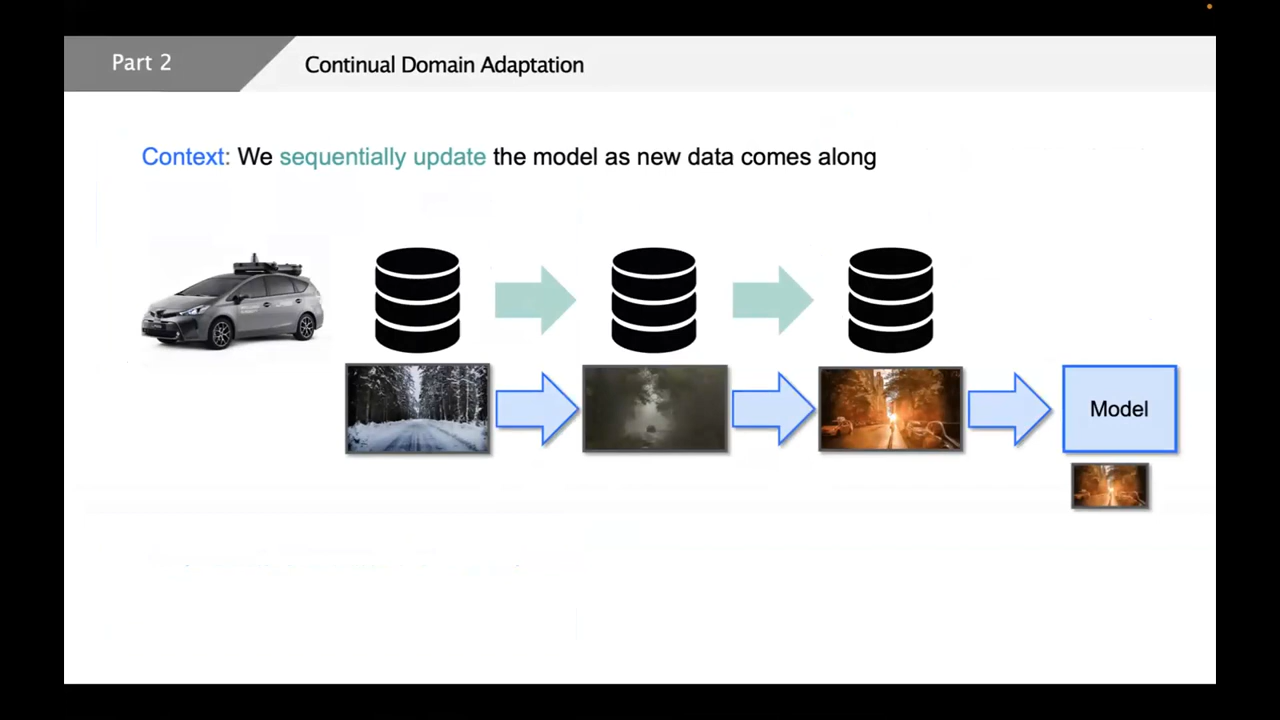 Part 2
Continual Domain Adaptation
Context: We sequentially update the model as new data comes along
Model